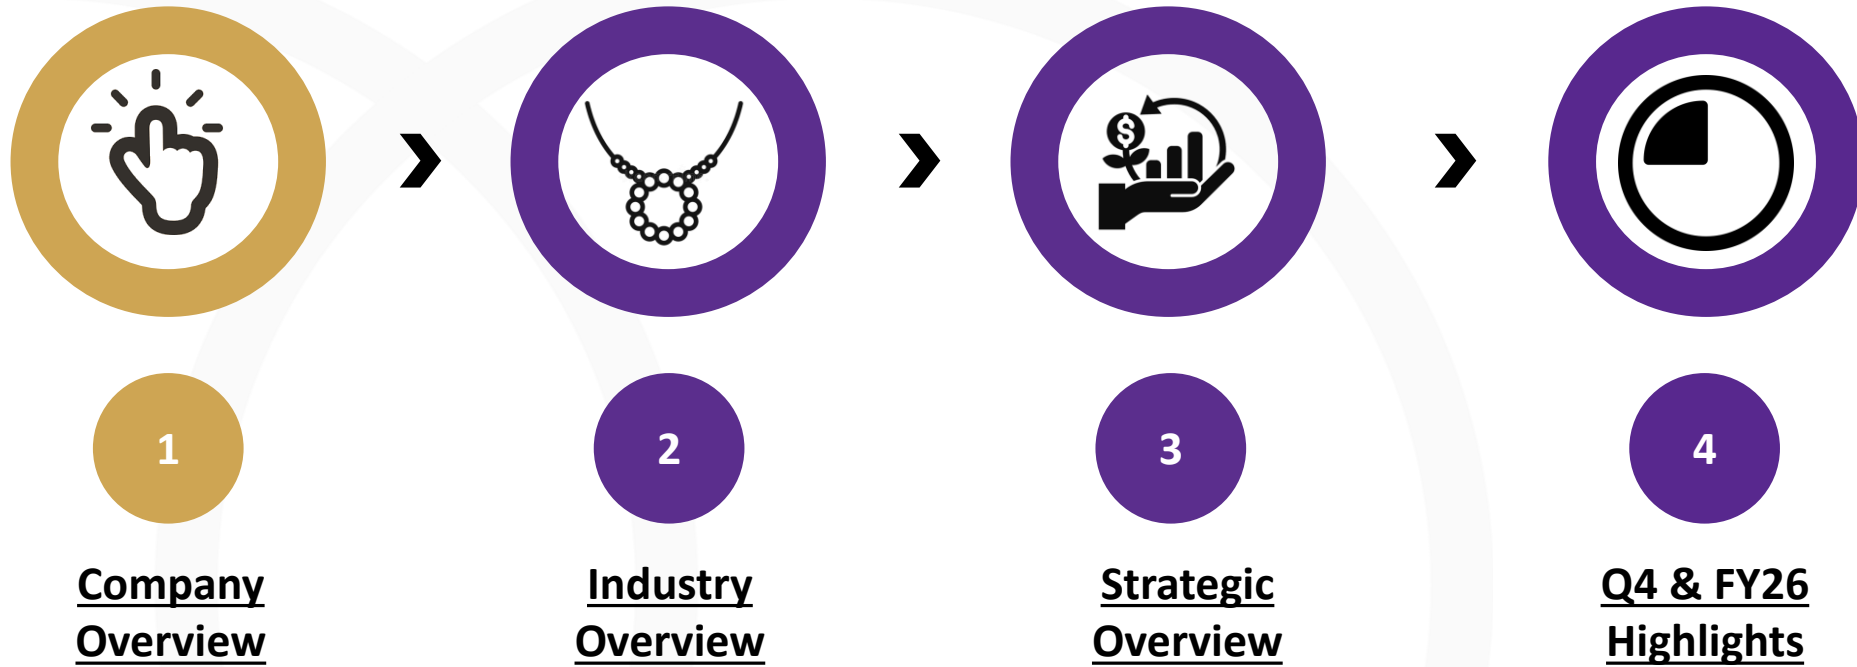 1
Company
Overview
2
Industry
Overview
3
Strategic
Overview
4
Q4 & FY26
Highlights
$